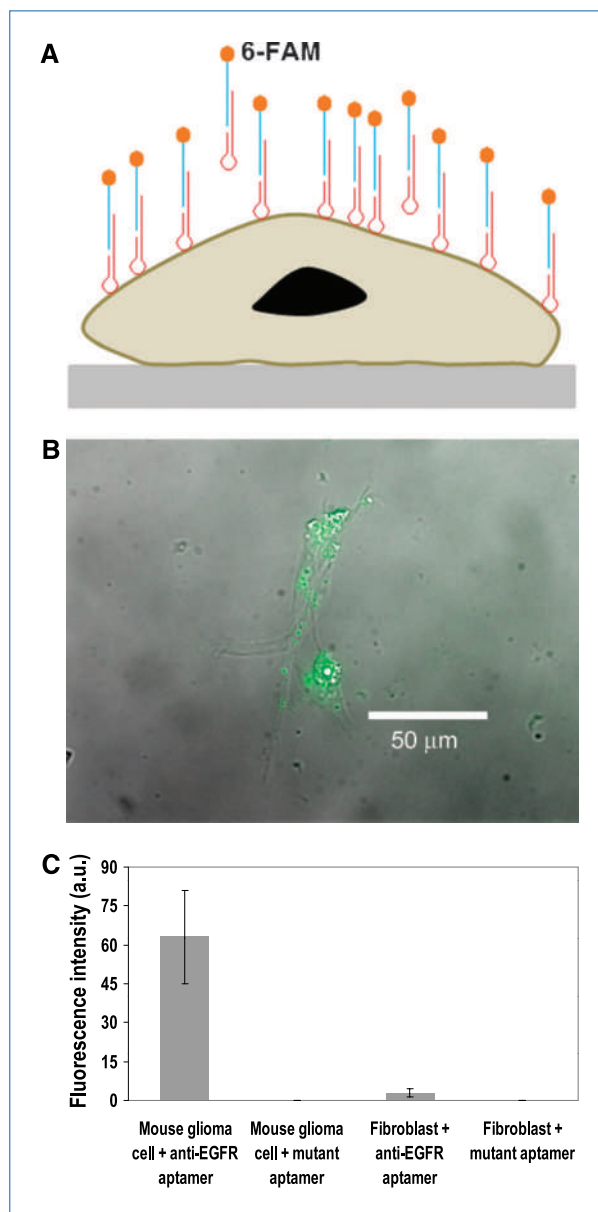 A
6-FAM
B
50 μm
C
Fluorescence intensity (a.u.)
90
75
60
45
30
15
0
Mouse glioma
cell + anti-EGFR
aptamer
Mouse glioma
cell + mutant
aptamer
Fibroblast +
anti-EGFR
aptamer
Fibroblast +
mutant aptamer